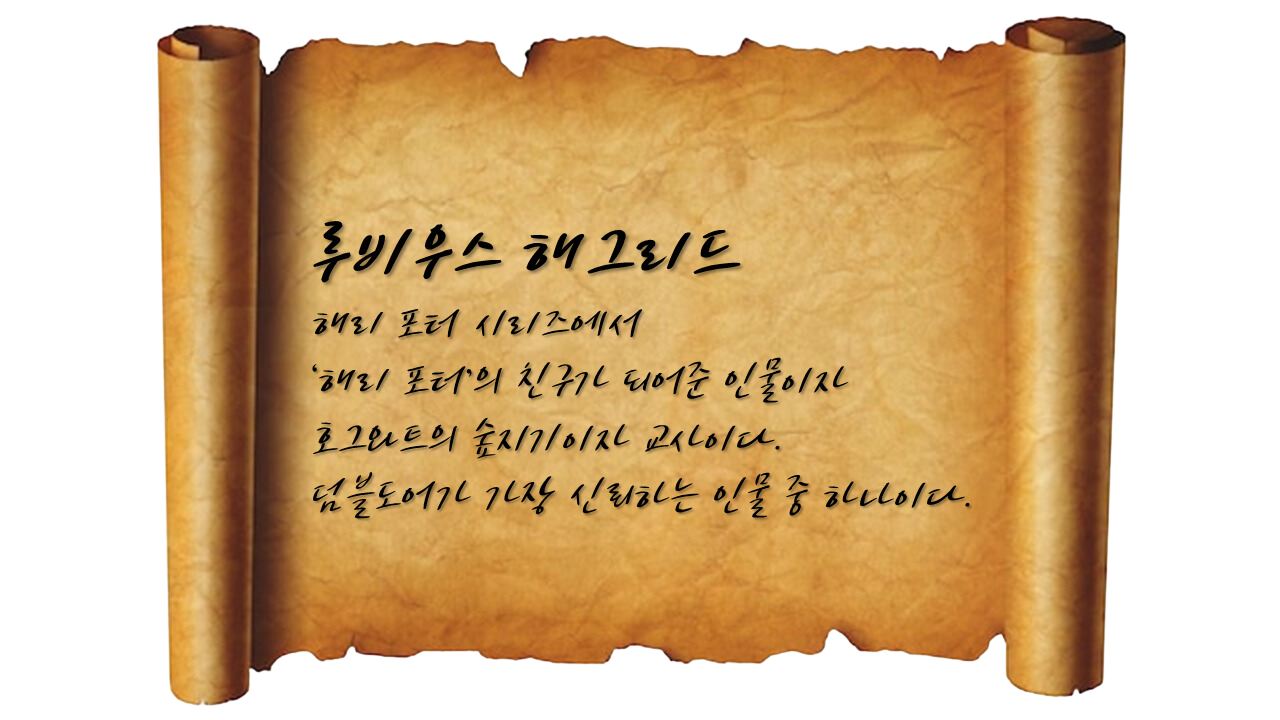 루비우스 해그리드
해리 포터 시리즈에서
‘해리 포터’의 친구가 되어준 인물이자
호그와트의 숲지기이자 교사이다.
덤블도어가 가장 신뢰하는 인물 중 하나이다.